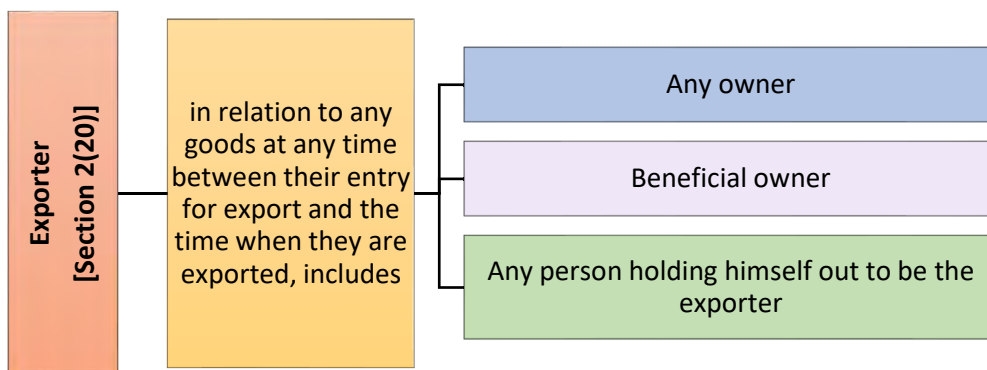 Exporter
[Section 2(20)]
in relation to any
goods at any time
between their entry
for export and the
time when they are
exported, includes
Any owner
Beneficial owner
Any person holding himself out to be the
exporter